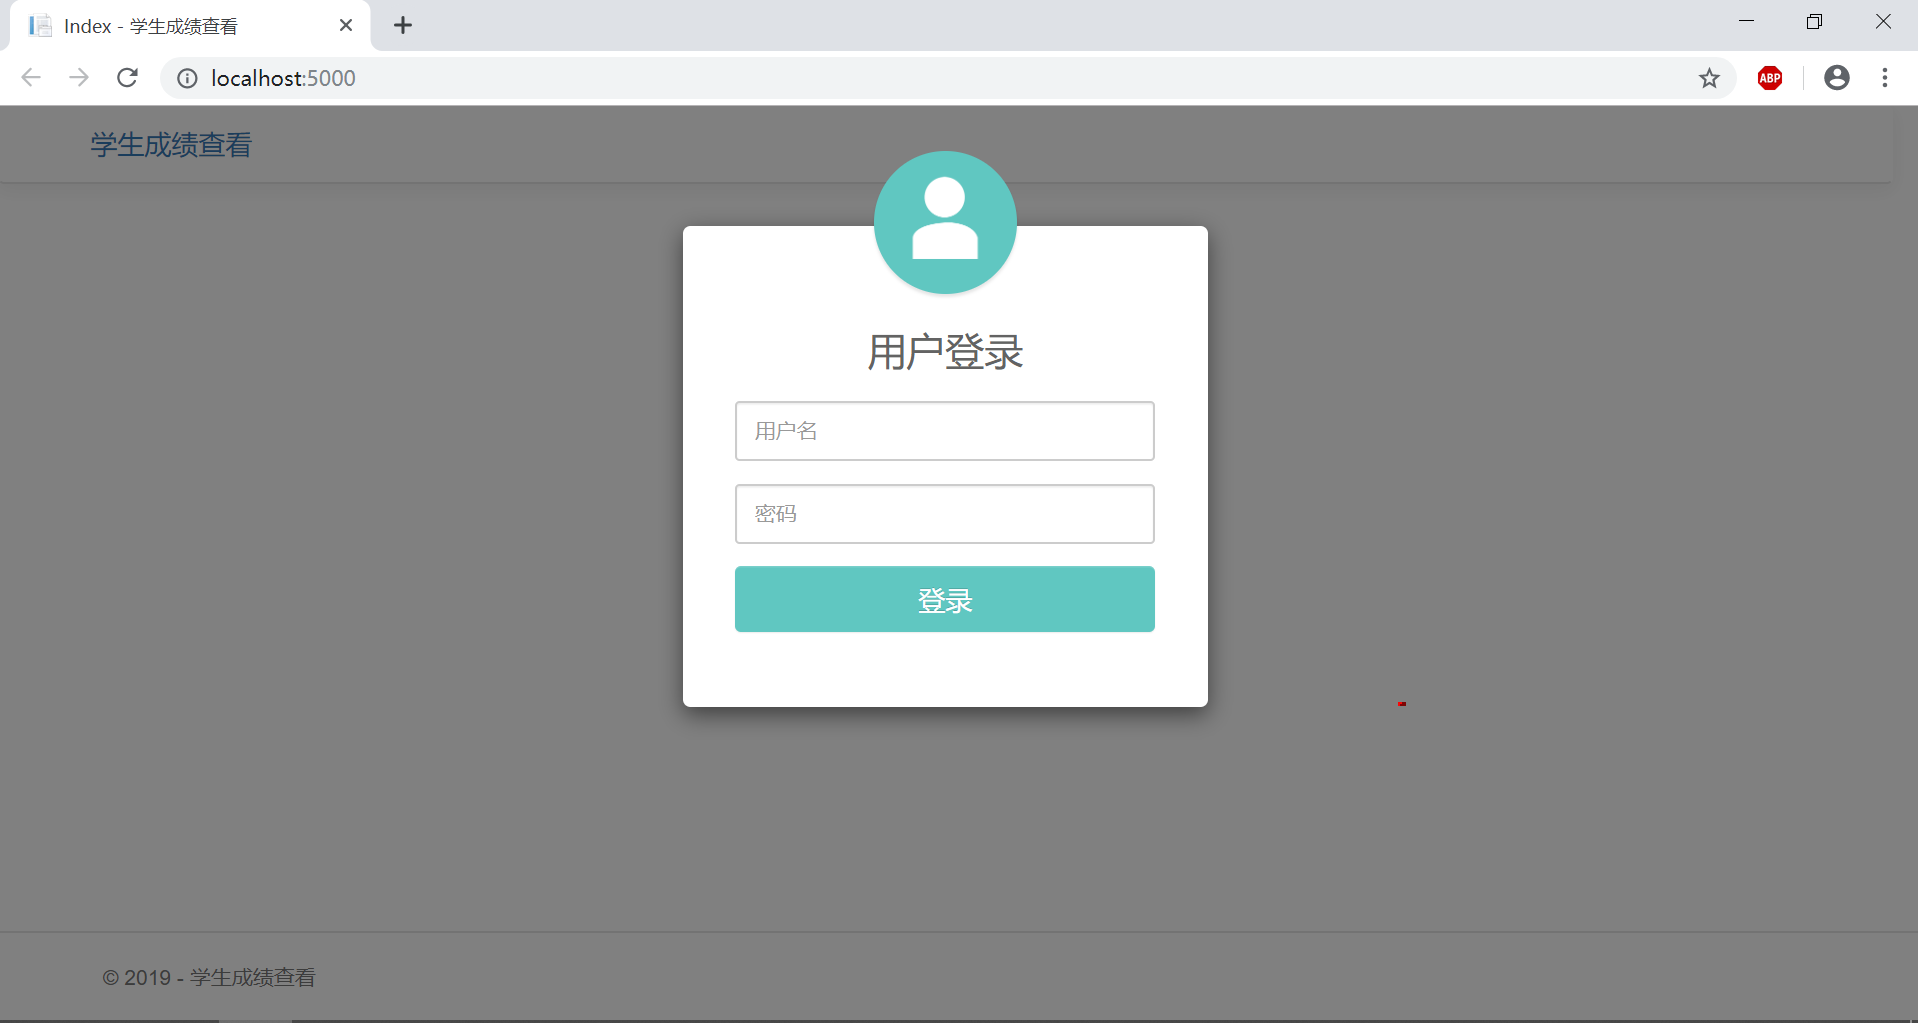 Index - 学生成绩查看
localhost:5000
ABP
学生成绩查看
用户登录
用户名
密码
登录
© 2019 - 学生成绩查看